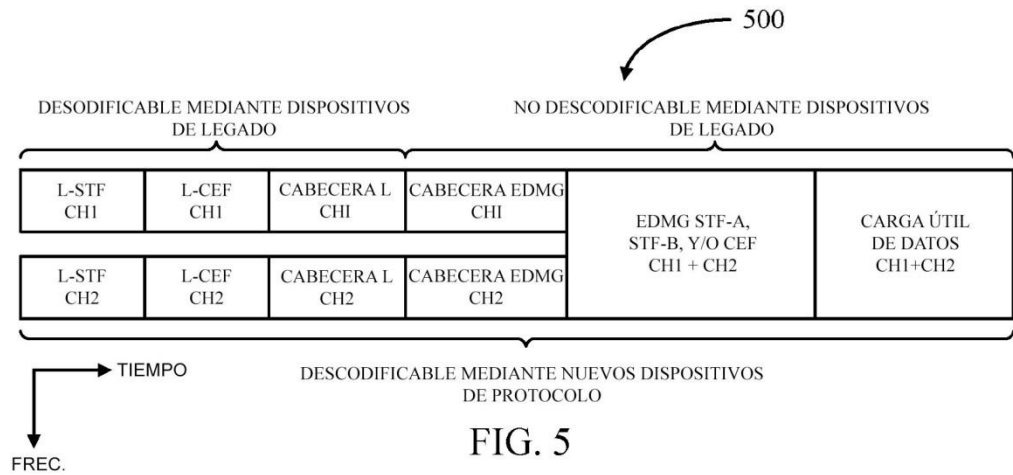 500
DESODIFICABLE MEDIANTE DISPOSITIVOS
DE LEGADO
NO DESCODIFICABLE MEDIANTE DISPOSITIVOS
DE LEGADO
L-STF
CH1
L-CEF
CH1
CABECERA L
CHI
CABECERA EDMG
CHI
EDMG STF-A,
STF-B, Y/O CEF
CH1 + CH2
CARGA ÚTIL
DE DATOS
CH1+CH2
L-STF
CH2
L-CEF
CH2
CABECERA L
CH2
CABECERA EDMG
CH2
TIEMPO
FREC.
DESCODIFICABLE MEDIANTE NUEVOS DISPOSITIVOS
DE PROTOCOLO
FIG. 5